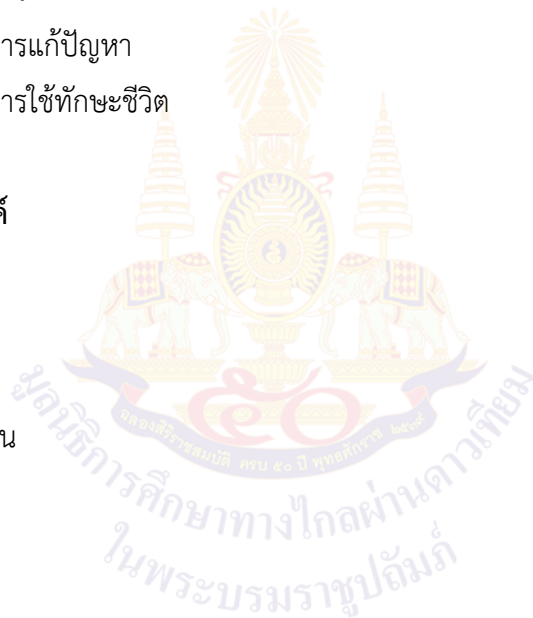 ารแก้ปัญหา
ารใช้ทักษะชีวิต
ค์
น
ฉลองสิริราชสมบัติ ครบ ๕๐ ปี พุทธศักราช ๒๕๓๙
มูลนิธิการศึกษาทางไกลผ่านดาวเทียม
ในพระบรมราชูปถัมภ์